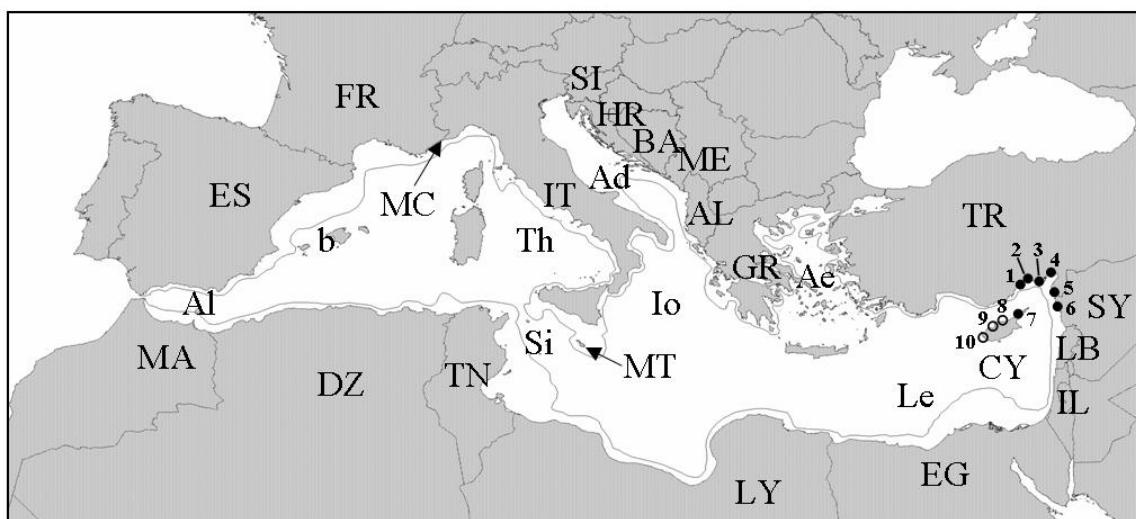 SI
FR
HR
BA
ME
MC
Ad
IT
ES
AL
TR
b
Th
GR
Ae
2
3
4
1
5
6
SY
Al
Io
7
8
9
10
Si
MT
CY
LB
MA
DZ
TN
Le
IL
EG
LY